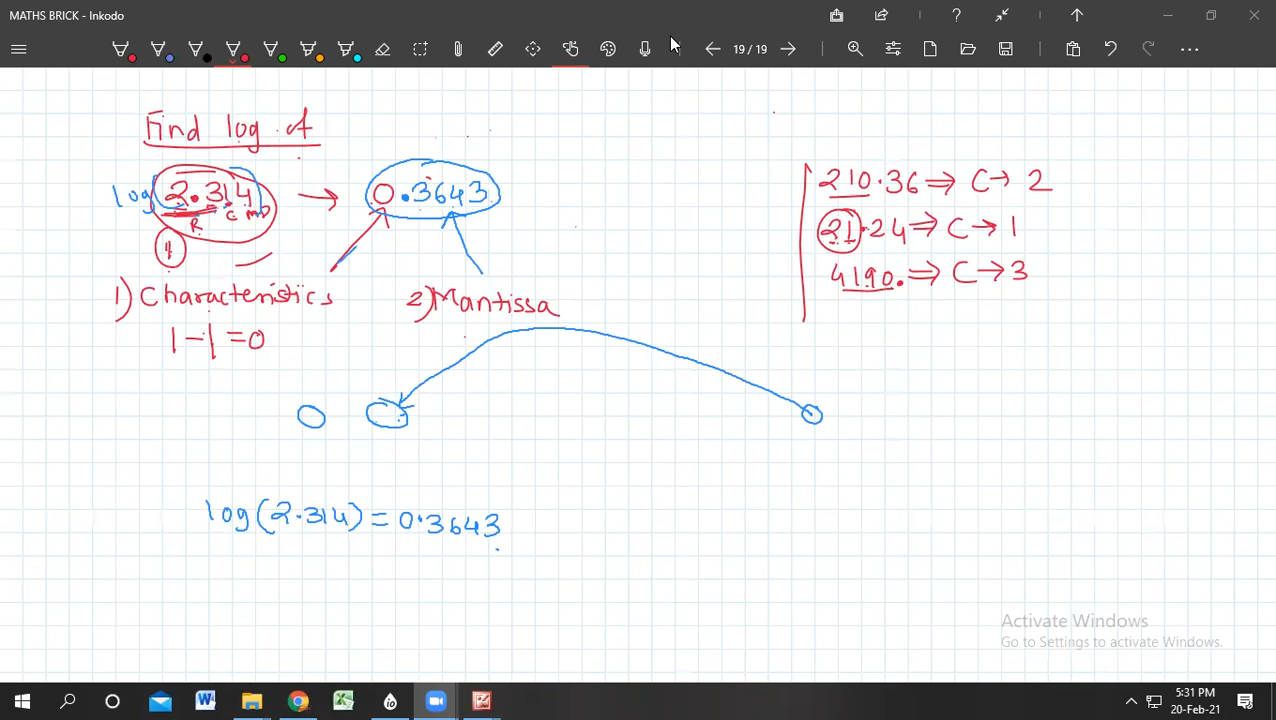 MATHS BRICK - Inkodo
19 / 19
Find log of
log(2.314) → 0.3643
R C MD
4
1) Characteristics 2) Mantissa
1-1=0
210.36 ⇒ C → 2
21.24 ⇒ C → 1
4190. ⇒ C → 3
log(2.314) = 0.3643
Activate Windows
Go to Settings to activate Windows.
5:31 PM
20-Feb-21